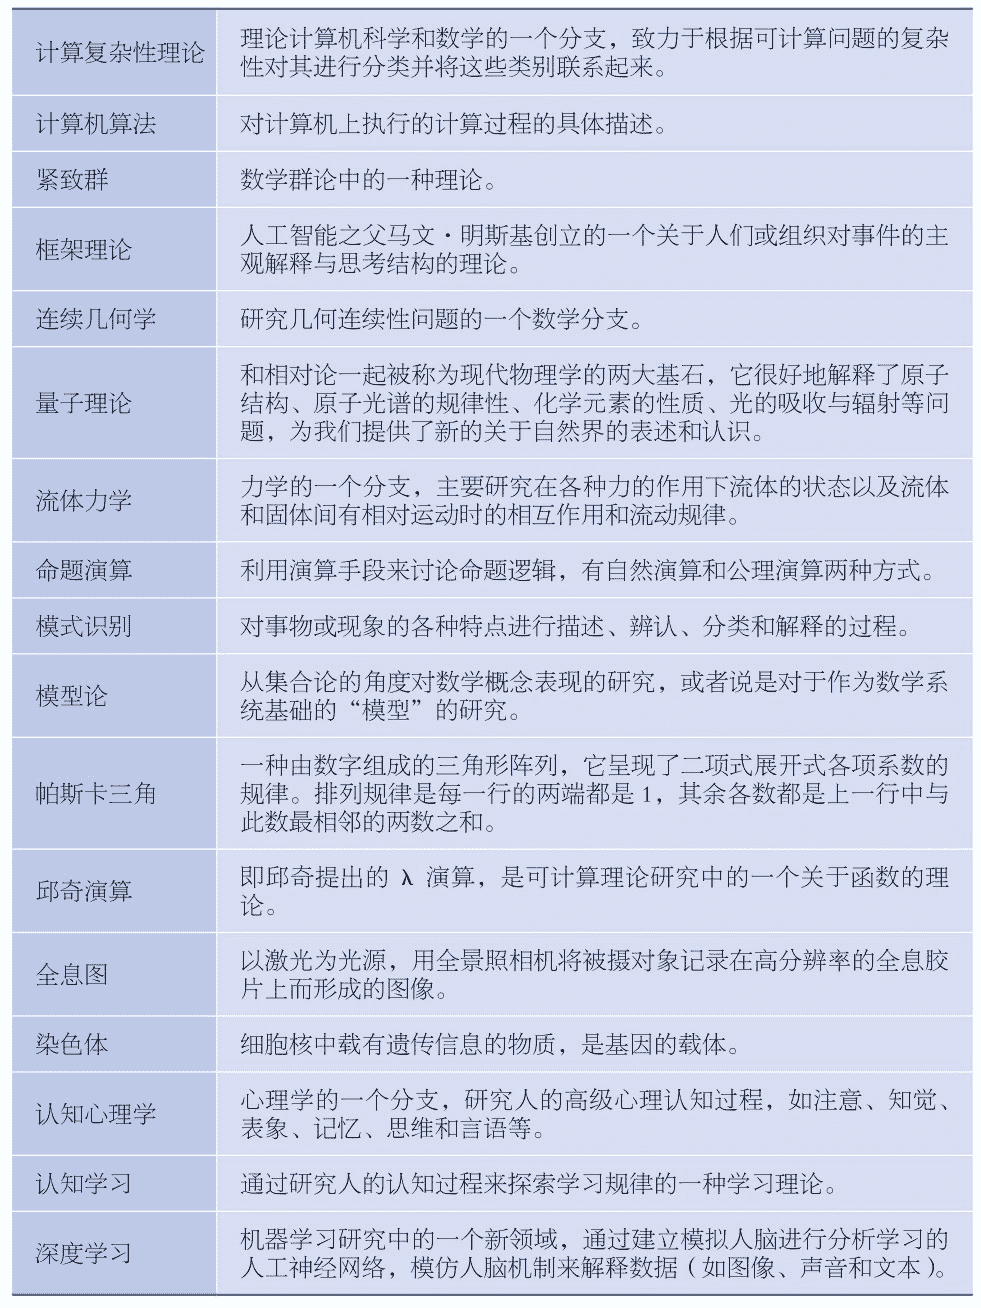 计算复杂性理论
理论计算机科学和数学的一个分支，致力于根据可计算问题的复杂
性对其进行分类并将这些类别联系起来。
计算机算法
对计算机上执行的计算过程的具体描述。
紧致群
数学群论中的一种理论。
框架理论
人工智能之父马文·明斯基创立的一个关于人们或组织对事件的主
观解释与思考结构的理论。
连续几何学
研究几何连续性问题的一个数学分支。
量子理论
和相对论一起被称为现代物理学的两大基石，它很好地解释了原子
结构、原子光谱的规律性、化学元素的性质、光的吸收与辐射等问
题，为我们提供了新的关于自然界的表述和认识。
流体力学
力学的一个分支，主要研究在各种力的作用下流体的状态以及流体
和固体间有相对运动时的相互作用和流动规律。
命题演算
利用演算手段来讨论命题逻辑，有自然演算和公理演算两种方式。
模式识别
对事物或现象的各种特点进行描述、辨认、分类和解释的过程。
模型论
从集合论的角度对数学概念表现的研究，或者说是对于作为数学系
统基础的“模型”的研究。
帕斯卡三角
一种由数字组成的三角形阵列，它呈现了二项式展开式各项系数的
规律。排列规律是每一行的两端都是 1，其余各数都是上一行中与
此数最相邻的两数之和。
邱奇演算
即邱奇提出的 λ 演算，是可计算理论研究中的一个关于函数的理
论。
全息图
以激光为光源，用全景照相机将被摄对象记录在高分辨率的全息胶
片上而形成的图像。
染色体
细胞核中载有遗传信息的物质，是基因的载体。
认知心理学
心理学的一个分支，研究人的高级心理认知过程，如注意、知觉、
表象、记忆、思维和言语等。
认知学习
通过研究人的认知过程来探索学习规律的一种学习理论。
深度学习
机器学习研究中的一个新领域，通过建立模拟人脑进行分析学习的
人工神经网络，模仿人脑机制来解释数据（如图像、声音和文本）。